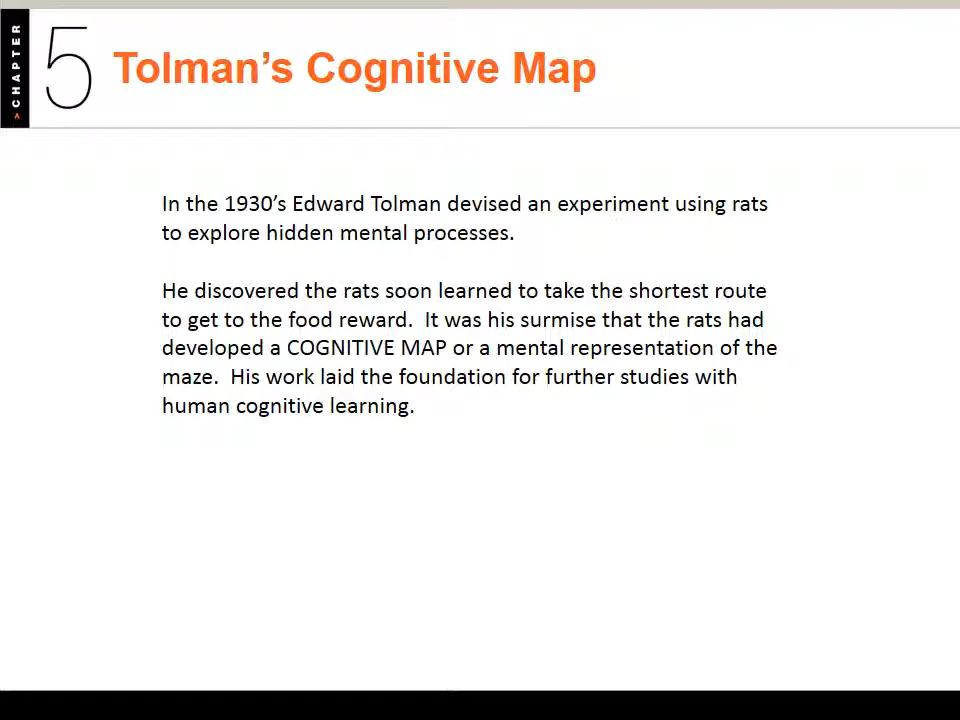 > CHAPTER
5
Tolman’s Cognitive Map
In the 1930’s Edward Tolman devised an experiment using rats
to explore hidden mental processes.
He discovered the rats soon learned to take the shortest route
to get to the food reward.  It was his surmise that the rats had
developed a COGNITIVE MAP or a mental representation of the
maze.  His work laid the foundation for further studies with
human cognitive learning.